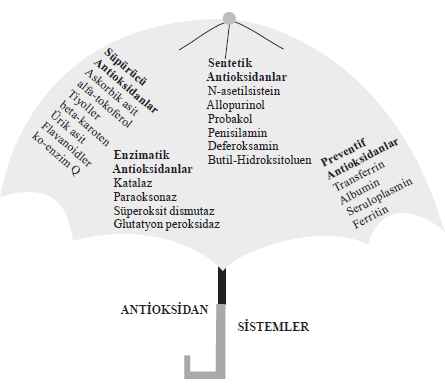 Süpürücü
Antioksidanlar
Askorbik asit
alfa-tokoferol
Tiyoller
beta-karoten
Ürik asit
Flavanoidler
ko-enzim Q
Enzimatik
Antioksidanlar
Katalaz
Paraoksonaz
Süperoksit dismutaz
Glutatyon peroksidaz
Sentetik
Antioksidanlar
N-asetilsistein
Allopurinol
Probakol
Penisilamin
Deferoksamin
Butil-Hidroksitoluen
Preventif
Antioksidanlar
Transferrin
Albumin
Seruloplasmin
Ferritin
ANTİOKSİDAN
SİSTEMLER